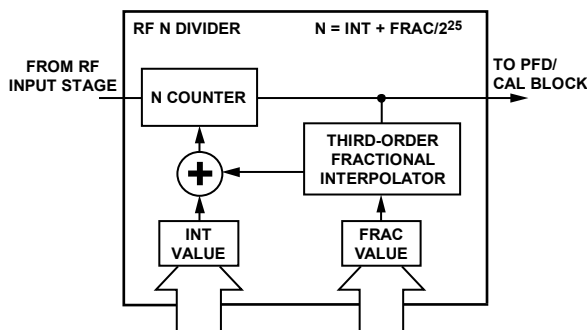 RF N DIVIDER N = INT + FRAC/2²⁵
FROM RF
INPUT STAGE
TO PFD/
CAL BLOCK
N COUNTER
THIRD-ORDER
FRACTIONAL
INTERPOLATOR
+
INT
VALUE
FRAC
VALUE